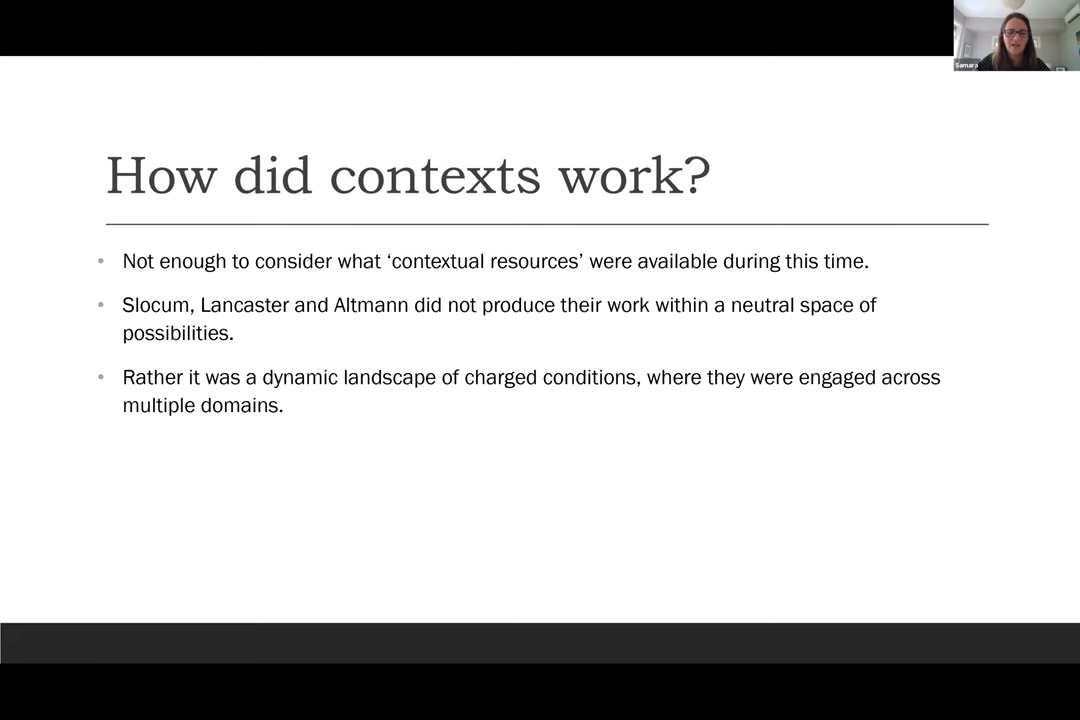 Samara
How did contexts work?
• Not enough to consider what ‘contextual resources’ were available during this time.
• Slocum, Lancaster and Altmann did not produce their work within a neutral space of
possibilities.
• Rather it was a dynamic landscape of charged conditions, where they were engaged across
multiple domains.